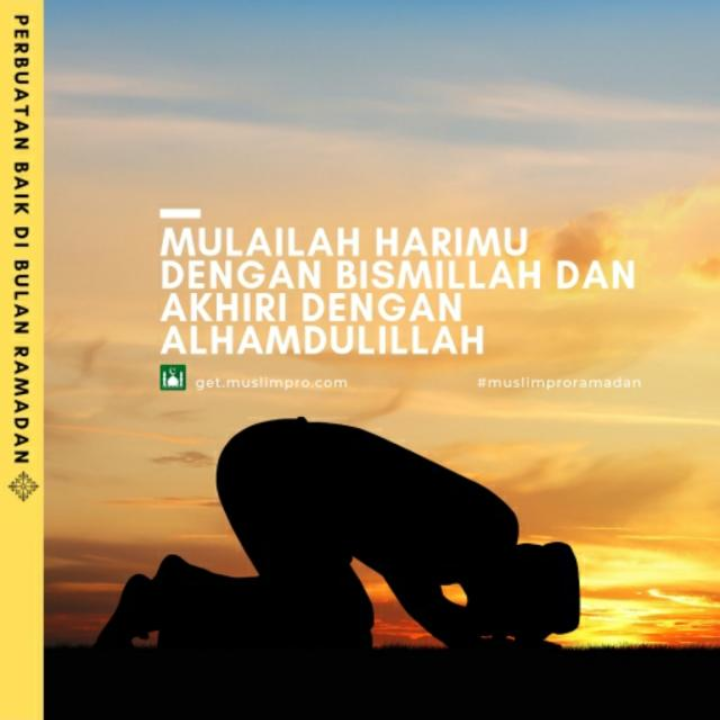 PERBUATAN BAIK DI BULAN RAMADAN
MULAILAH HARIMU
DENGAN BISMILLAH DAN
AKHIRI DENGAN
ALHAMDULILLAH
get.muslimpro.com
#muslimproramadan